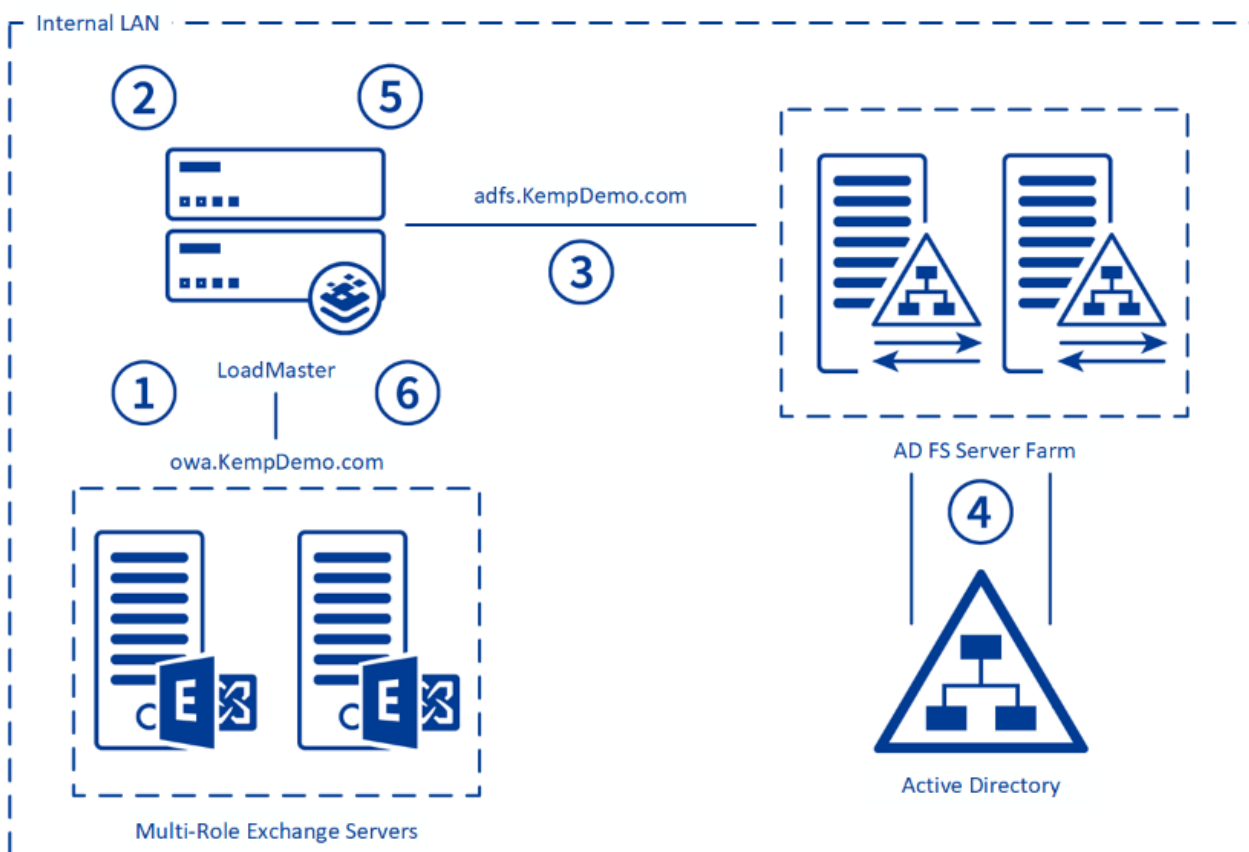 Internal LAN
2
5
adfs.KempDemo.com
3
LoadMaster
1
6
owa.KempDemo.com
AD FS Server Farm
4
E
E
Active Directory
Multi-Role Exchange Servers